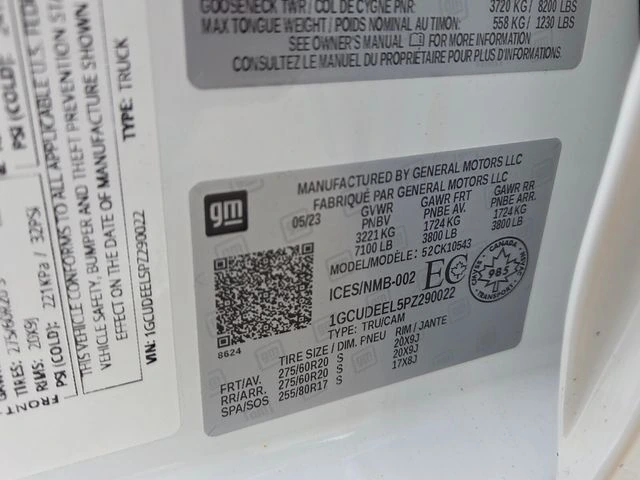 GOOSENECK TWR / COL DE CYGNE PNR: 3720 KG / 8200 LBS
MAX TONGUE WEIGHT / POIDS NOMINAL AU TIMON: 558 KG / 1230 LBS
SEE OWNER'S MANUAL FOR MORE INFORMATION
CONSULTEZ LE MANUEL DU PROPRIÉTAIRE POUR PLUS D'INFORMATIONS
FRONT
TIRES: 275/60R20 S
RIMS: 20X9J
PSI (COLD): 221KPa / 32PSI
PSI (COLD):
THIS VEHICLE CONFORMS TO ALL APPLICABLE U.S. FEDERAL
VEHICLE SAFETY, BUMPER AND THEFT PREVENTION
EFFECT ON THE DATE OF MANUFACTURE SHOWN
VIN: 1GCUDEEL5PZ290022 TYPE: TRUCK
gm
MANUFACTURED BY GENERAL MOTORS LLC
FABRIQUÉ PAR GENERAL MOTORS LLC
05/23 GVWR GAWR FRT GAWR RR
PNBV PNBE AV. PNBE ARR.
3221 KG 1724 KG 1724 KG
7100 LB 3800 LB 3800 LB
MODEL/MODÈLE: 52CK10543
ICES/NMB-002 EC
CANADA
985
CMVSS NSVAC
1GCUDEEL5PZ290022
TYPE: TRU/CAM
8624
TIRE SIZE / DIM. PNEU RIM / JANTE
FRT/AV. 275/60R20 S 20X9J
RR/ARR. 275/60R20 S 20X9J
SPA/SOS 255/80R17 S 17X8J